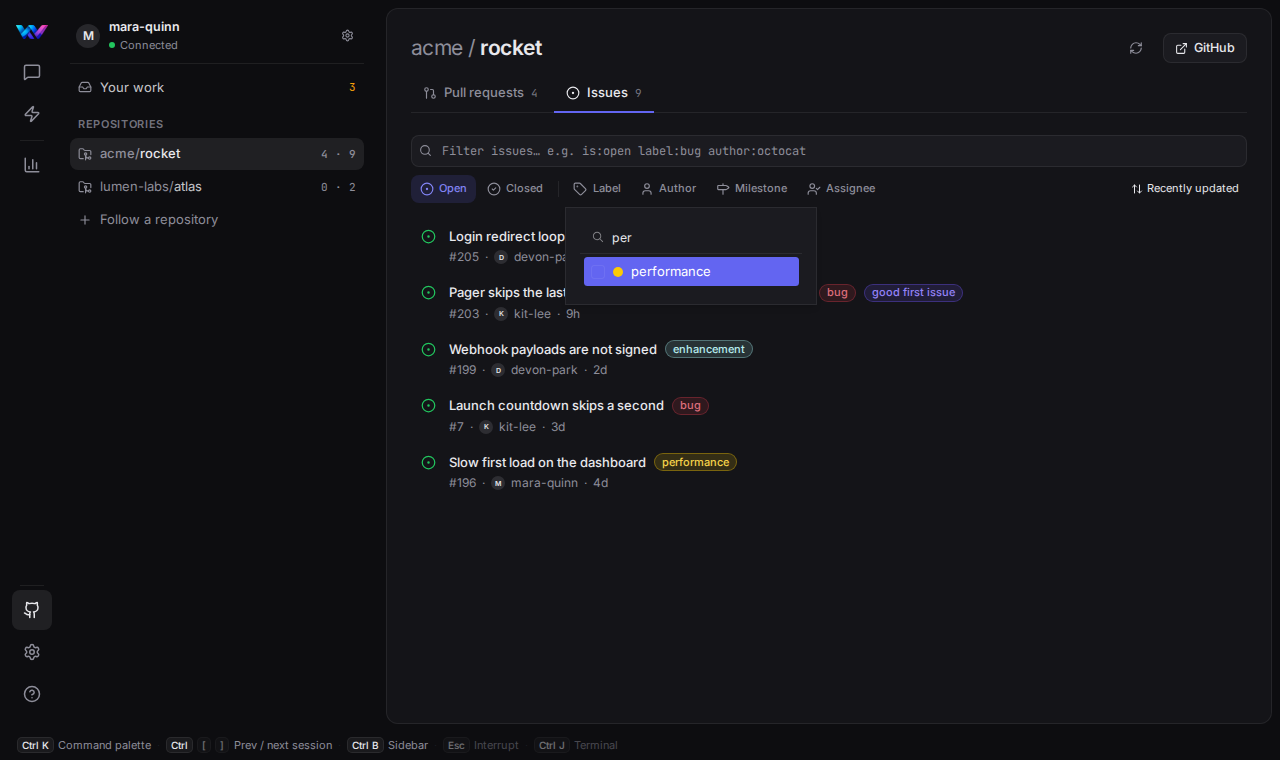 M mara-quinn
Connected
Your work 3
REPOSITORIES
acme/rocket 4 · 9
lumen-labs/atlas 0 · 2
Follow a repository
acme / rocket
GitHub
Pull requests 4
Issues 9
Filter issues… e.g. is:open label:bug author:octocat
Open Closed Label Author Milestone Assignee Recently updated
per
performance
Login redirect loop
#205 · D
Pager skips the last bug good first issue
#203 · K kit-lee · 9h
Webhook payloads are not signed enhancement
#199 · D devon-park · 2d
Launch countdown skips a second bug
#7 · K kit-lee · 3d
Slow first load on the dashboard performance
#196 · M mara-quinn · 4d
Ctrl K Command palette Ctrl [ ] Prev / next session Ctrl B Sidebar Esc Interrupt Ctrl J Terminal